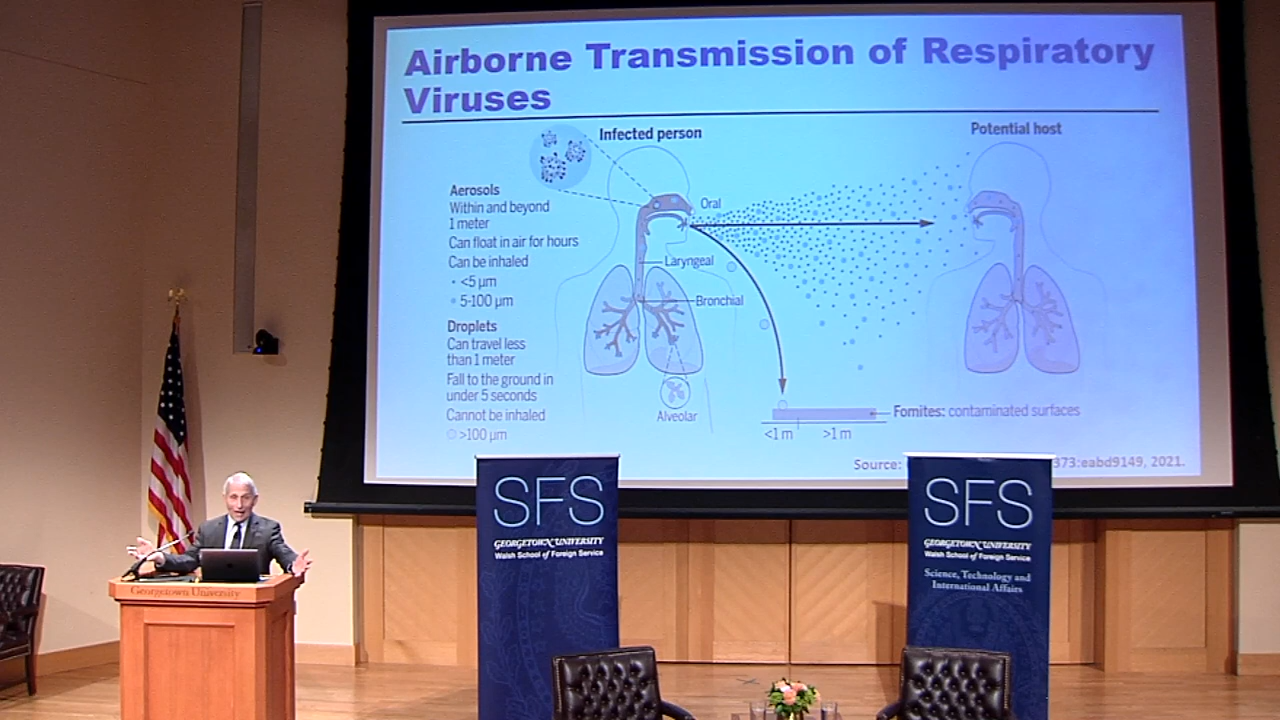 Airborne Transmission of Respiratory
Viruses
Infected person
Potential host
Aerosols
Within and beyond
1 meter
Can float in air for hours
Can be inhaled
• <5 µm
• 5-100 µm
Droplets
Can travel less
than 1 meter
Fall to the ground in
under 5 seconds
Cannot be inhaled
>100 µm
Oral
Laryngeal
Bronchial
Alveolar
<1 m
>1 m
Fomites: contaminated surfaces
Source:
373:eabd9149, 2021.
SFS
GEORGETOWN UNIVERSITY
Walsh School of Foreign Service
SFS
GEORGETOWN UNIVERSITY
Walsh School of Foreign Service
Science, Technology and
International Affairs
Georgetown University